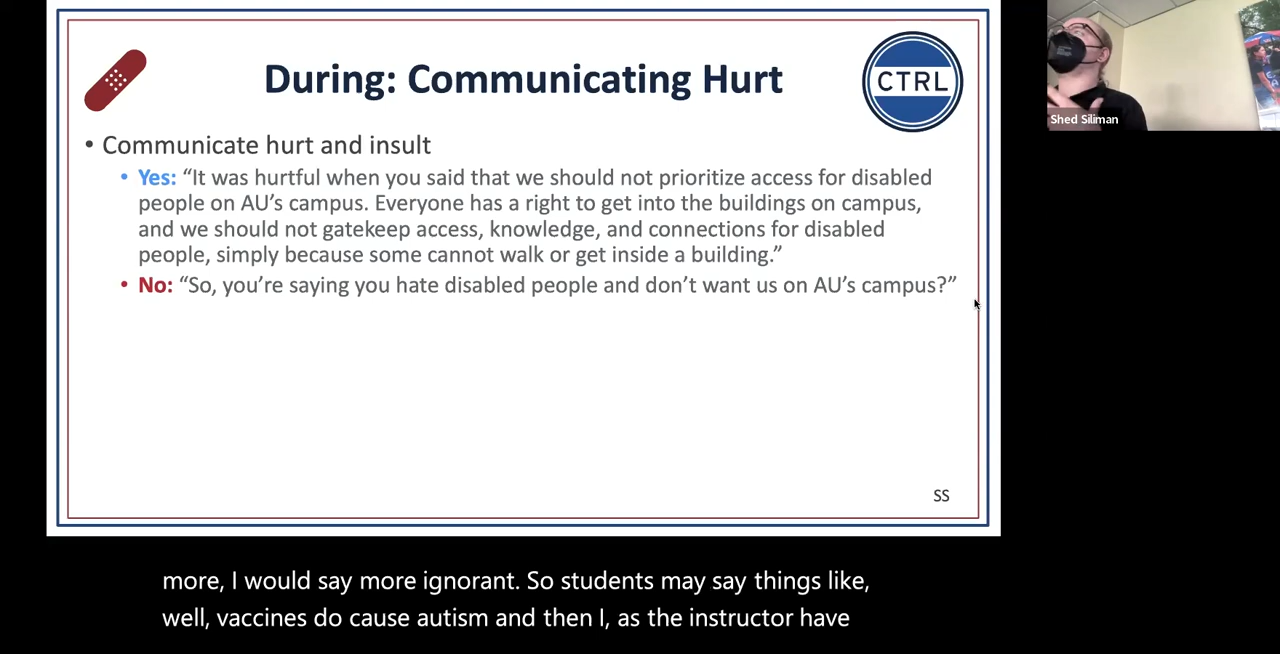 During: Communicating Hurt
CTRL
Shed Siliman
• Communicate hurt and insult
• Yes: “It was hurtful when you said that we should not prioritize access for disabled
people on AU’s campus. Everyone has a right to get into the buildings on campus,
and we should not gatekeep access, knowledge, and connections for disabled
people, simply because some cannot walk or get inside a building.”
• No: “So, you’re saying you hate disabled people and don’t want us on AU’s campus?”
SS
more, I would say more ignorant. So students may say things like,
well, vaccines do cause autism and then I, as the instructor have